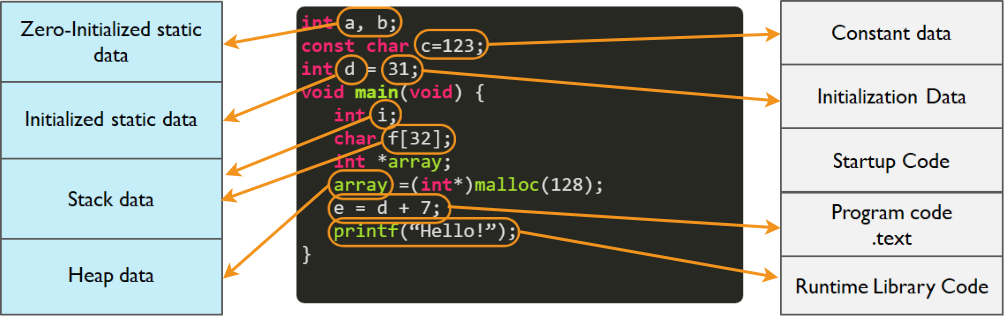 Zero-Initialized static
data
Initialized static data
Stack data
Heap data
int a, b;
const char c=123;
int d = 31;
void main(void) {
int i;
char f[32];
int *array;
array =(int*)malloc(128);
e = d + 7;
printf(“Hello!”);
}
Constant data
Initialization Data
Startup Code
Program code
.text
Runtime Library Code